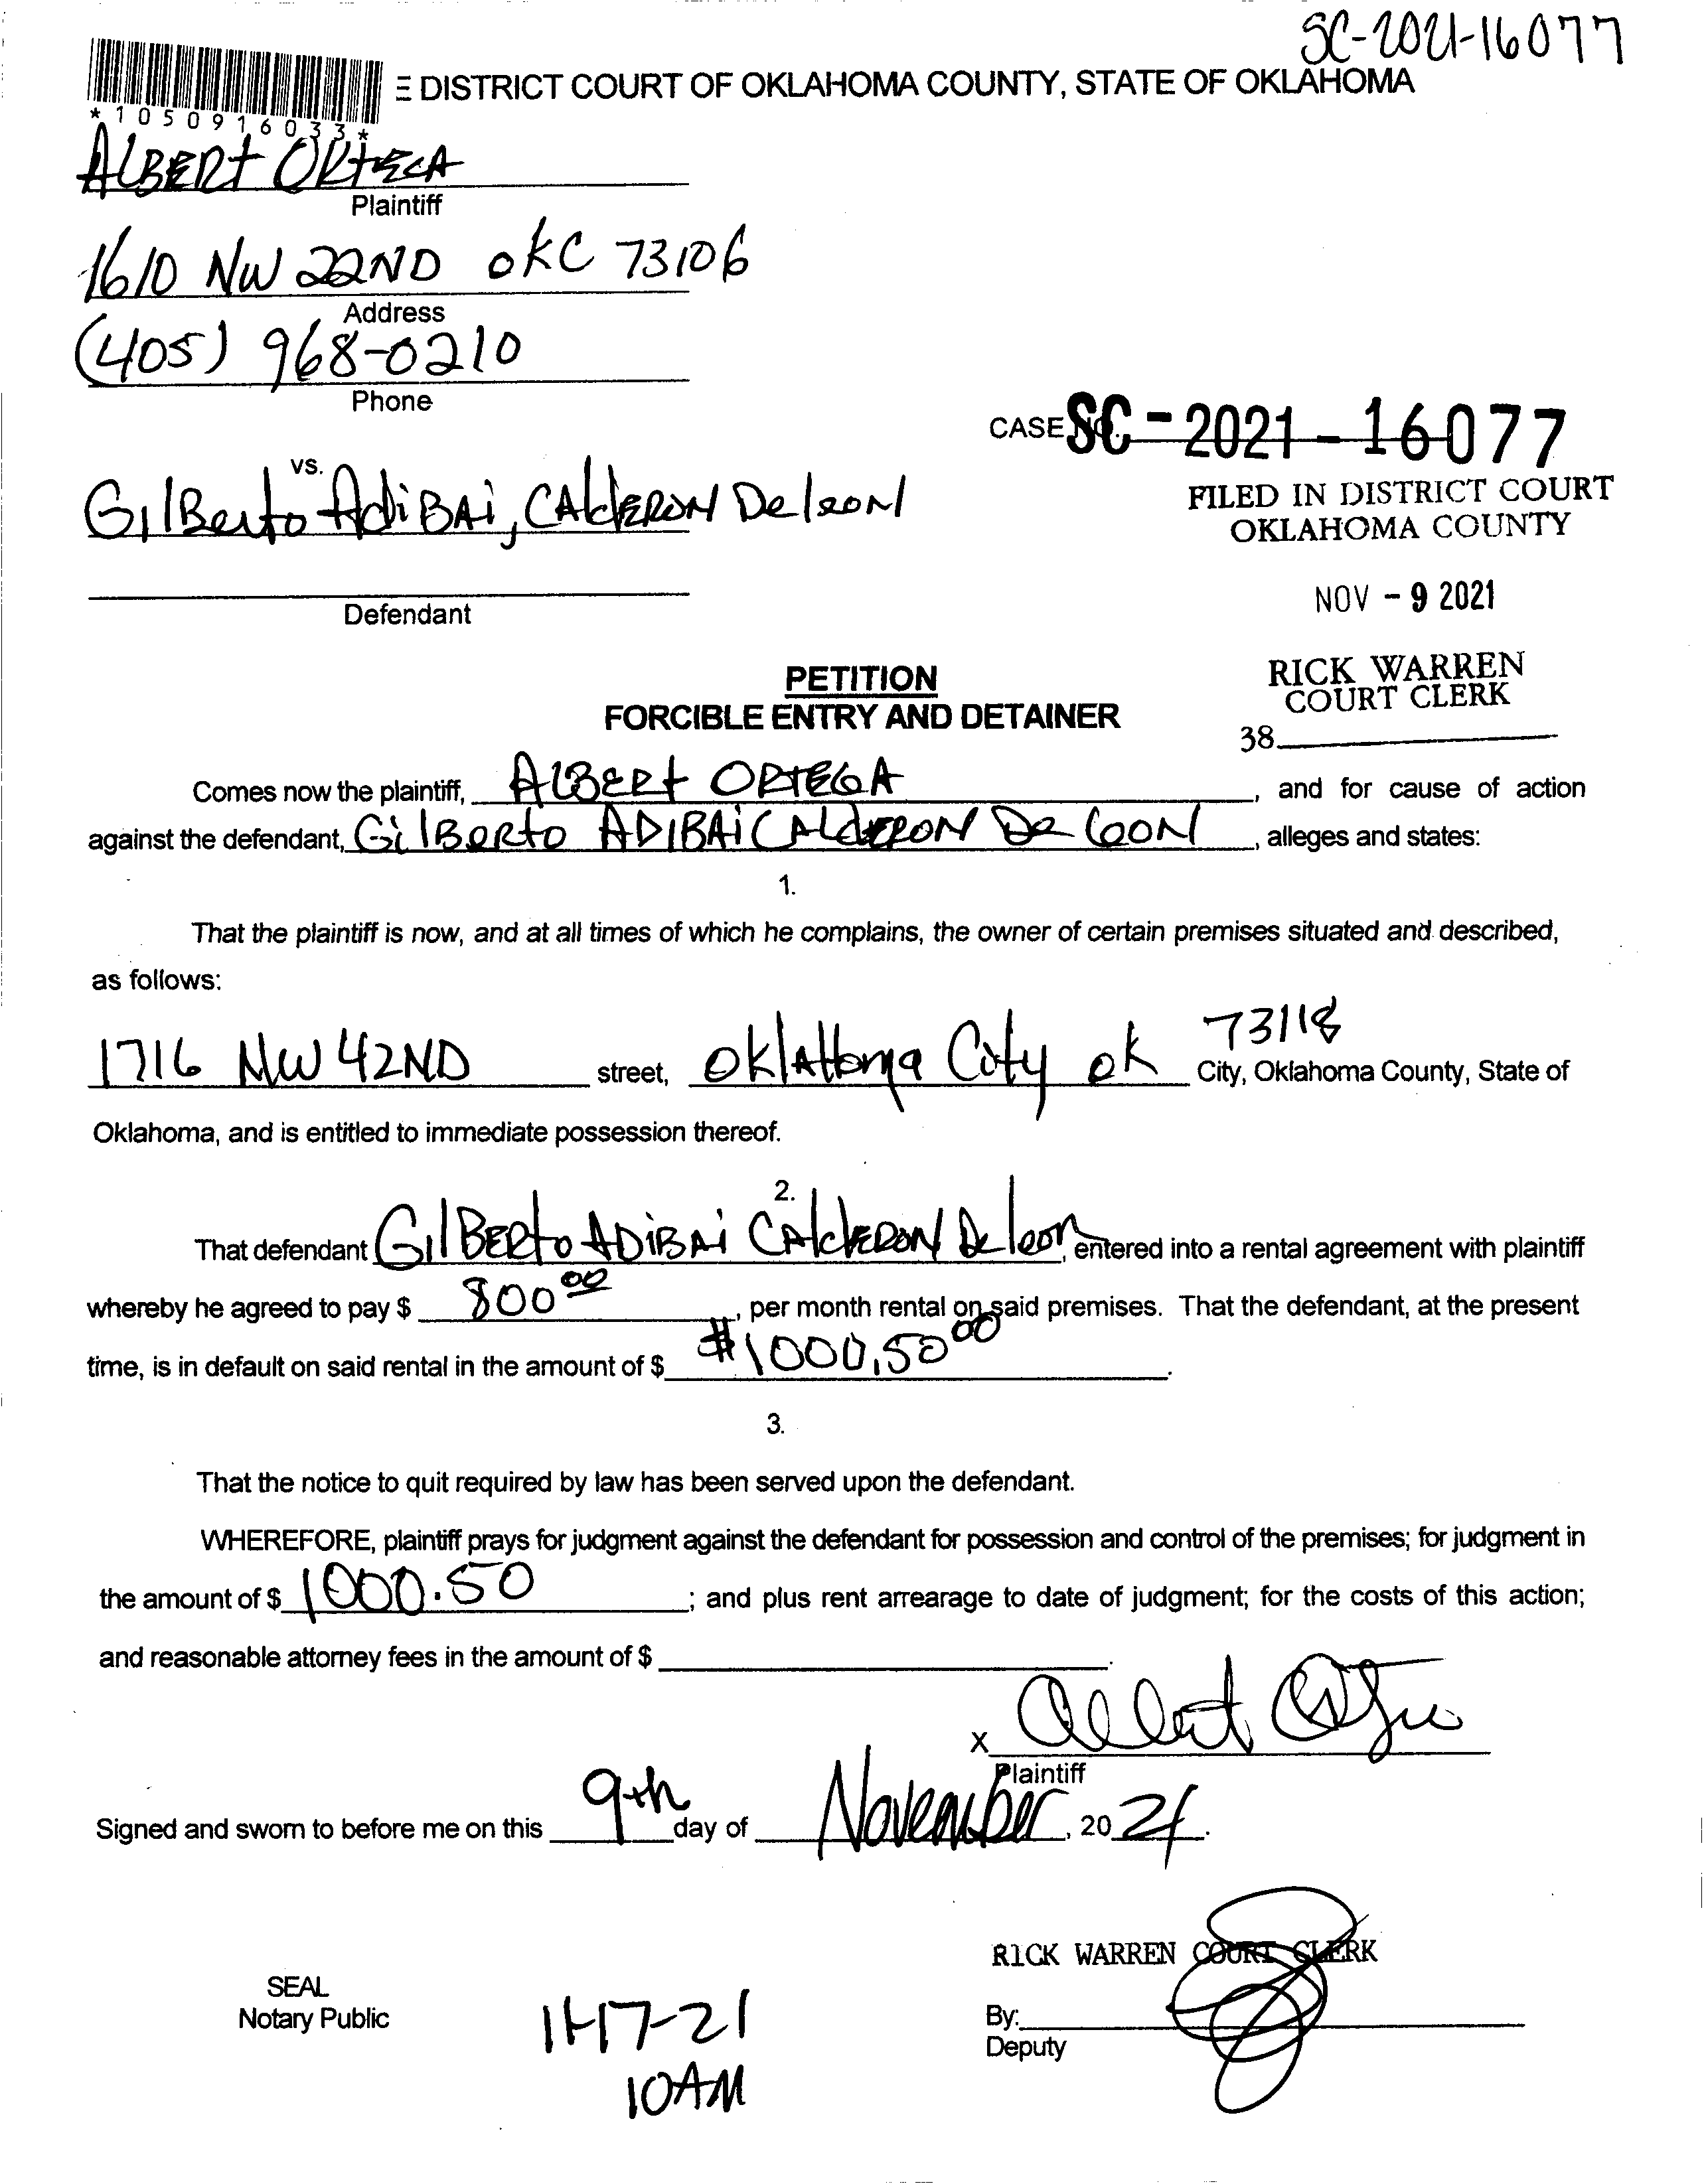 SC-2021-16077
E DISTRICT COURT OF OKLAHOMA COUNTY, STATE OF OKLAHOMA
*1050916033*
ALBERT ORTEGA
Plaintiff
1610 NW 22ND OKC 73106
Address
(405) 968-0210
Phone
CASE NO. SC-2021-16077
vs.
GilBerto AdiBAi, CAldERON DeleoN
FILED IN DISTRICT COURT
OKLAHOMA COUNTY
Defendant
NOV - 9 2021
PETITION
FORCIBLE ENTRY AND DETAINER
RICK WARREN
COURT CLERK
38
Comes now the plaintiff, ALBERT ORTEGA, and for cause of action
against the defendant, GilBERto ADIBAi CALdERON De leON, alleges and states:
1.
That the plaintiff is now, and at all times of which he complains, the owner of certain premises situated and described,
as follows:
1716 NW 42ND street, OklAHoma City ok 73118 City, Oklahoma County, State of
Oklahoma, and is entitled to immediate possession thereof.
2.
That defendant GilBERto ADiBAi CAldERON De leon, entered into a rental agreement with plaintiff
whereby he agreed to pay $ 800 00, per month rental on said premises. That the defendant, at the present
time, is in default on said rental in the amount of $ #1000,50 00.
3.
That the notice to quit required by law has been served upon the defendant.
WHEREFORE, plaintiff prays for judgment against the defendant for possession and control of the premises; for judgment in
the amount of $ 1000.50; and plus rent arrearage to date of judgment; for the costs of this action;
and reasonable attorney fees in the amount of $
X Albert Ortega
Plaintiff
Signed and sworn to before me on this 9th day of November, 2021.
RICK WARREN COURT CLERK
SEAL
Notary Public
11-17-21
10AM
By:
Deputy